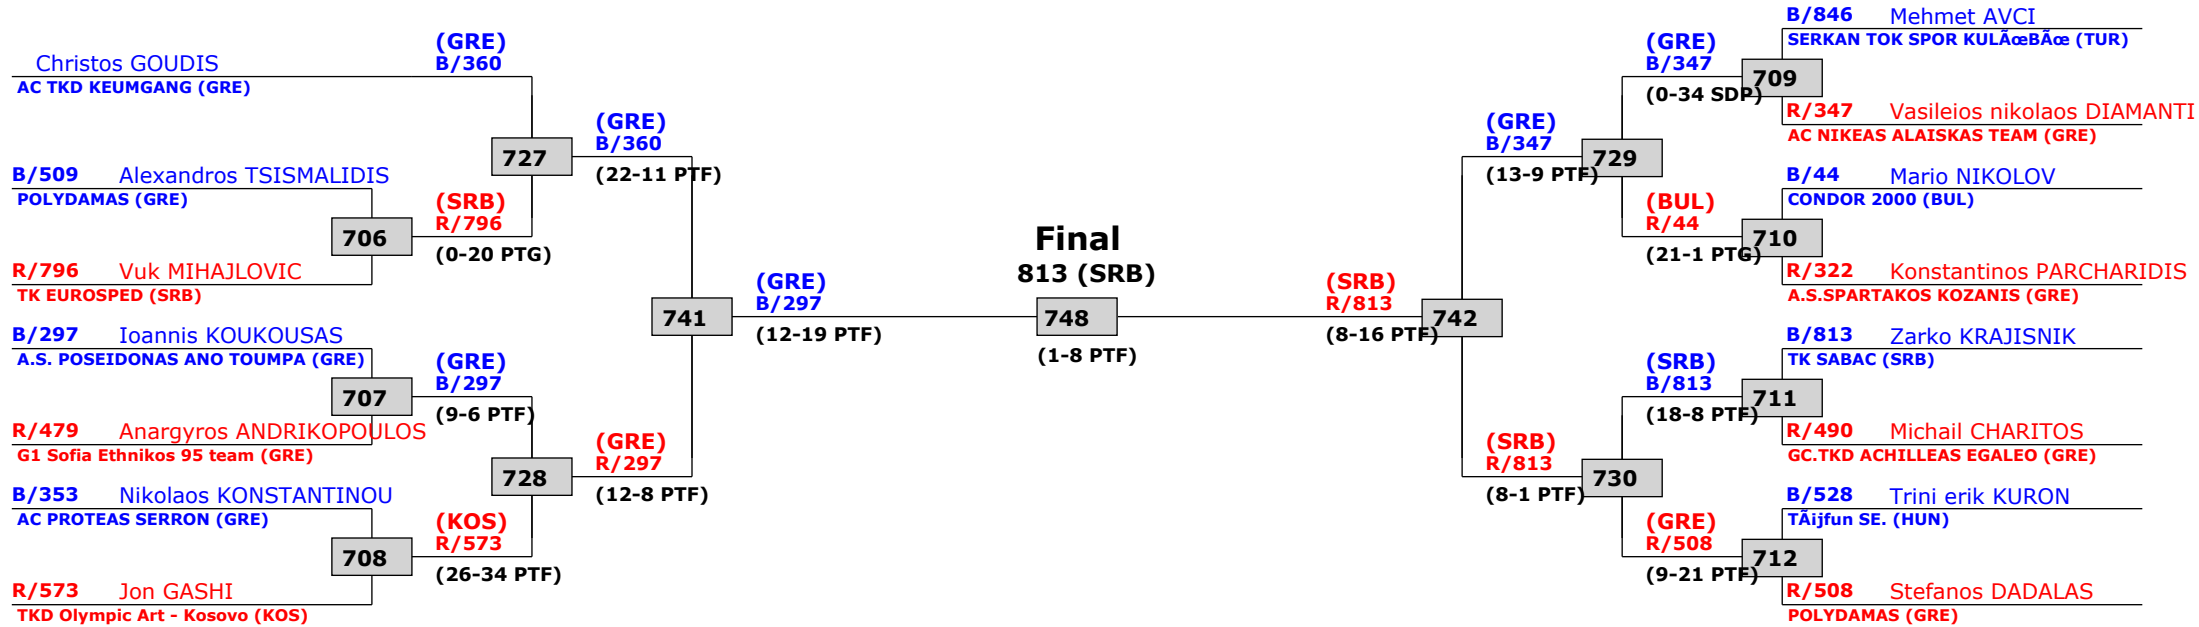 Christos GOUDIS
AC TKD KEUMGANG (GRE)
B/509 Alexandros TSISMALIDIS
POLYDAMAS (GRE)
706
R/796 Vuk MIHAJLOVIC
TK EUROSPED (SRB)
B/297 Ioannis KOUKOUSAS
A.S. POSEIDONAS ANO TOUMPA (GRE)
707
R/479 Anargyros ANDRIKOPOULOS
G1 Sofia Ethnikos 95 team (GRE)
B/353 Nikolaos KONSTANTINOU
AC PROTEAS SERRON (GRE)
708
R/573 Jon GASHI
TKD Olympic Art - Kosovo (KOS)
(GRE)
B/360
727
(SRB)
R/796
(0-20 PTG)
(GRE)
B/297
(9-6 PTF)
728
(KOS)
R/573
(26-34 PTF)
(GRE)
B/360
(22-11 PTF)
741
(GRE)
R/297
(12-8 PTF)
(GRE)
B/297
(12-19 PTF)
Final
813 (SRB)
748
(1-8 PTF)
(SRB)
R/813
(8-16 PTF)
742
(GRE)
B/347
(13-9 PTF)
729
(SRB)
R/813
(8-1 PTF)
730
(GRE)
B/347
(0-34 SDP)
(BUL)
R/44
(21-1 PTG)
(SRB)
B/813
(18-8 PTF)
(GRE)
R/508
(9-21 PTF)
B/846 Mehmet AVCI
SERKAN TOK SPOR KULÃœBÃœ (TUR)
709
R/347 Vasileios nikolaos DIAMANTI
AC NIKEAS ALAISKAS TEAM (GRE)
B/44 Mario NIKOLOV
CONDOR 2000 (BUL)
710
R/322 Konstantinos PARCHARIDIS
A.S.SPARTAKOS KOZANIS (GRE)
B/813 Zarko KRAJISNIK
TK SABAC (SRB)
711
R/490 Michail CHARITOS
GC.TKD ACHILLEAS EGALEO (GRE)
B/528 Trini erik KURON
TÃijfun SE. (HUN)
712
R/508 Stefanos DADALAS
POLYDAMAS (GRE)